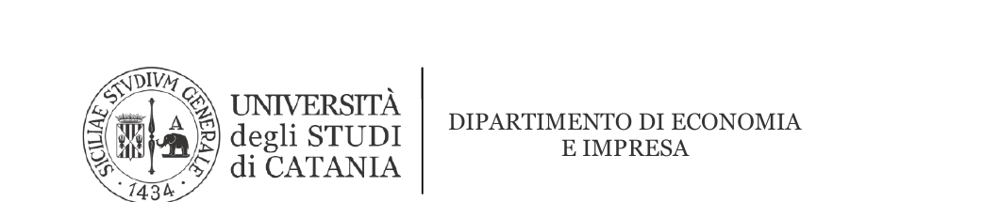 SICILIAE STVDIVM GENERALE
· 1434 ·
A
UNIVERSITÀ
degli STUDI
di CATANIA
DIPARTIMENTO DI ECONOMIA
E IMPRESA